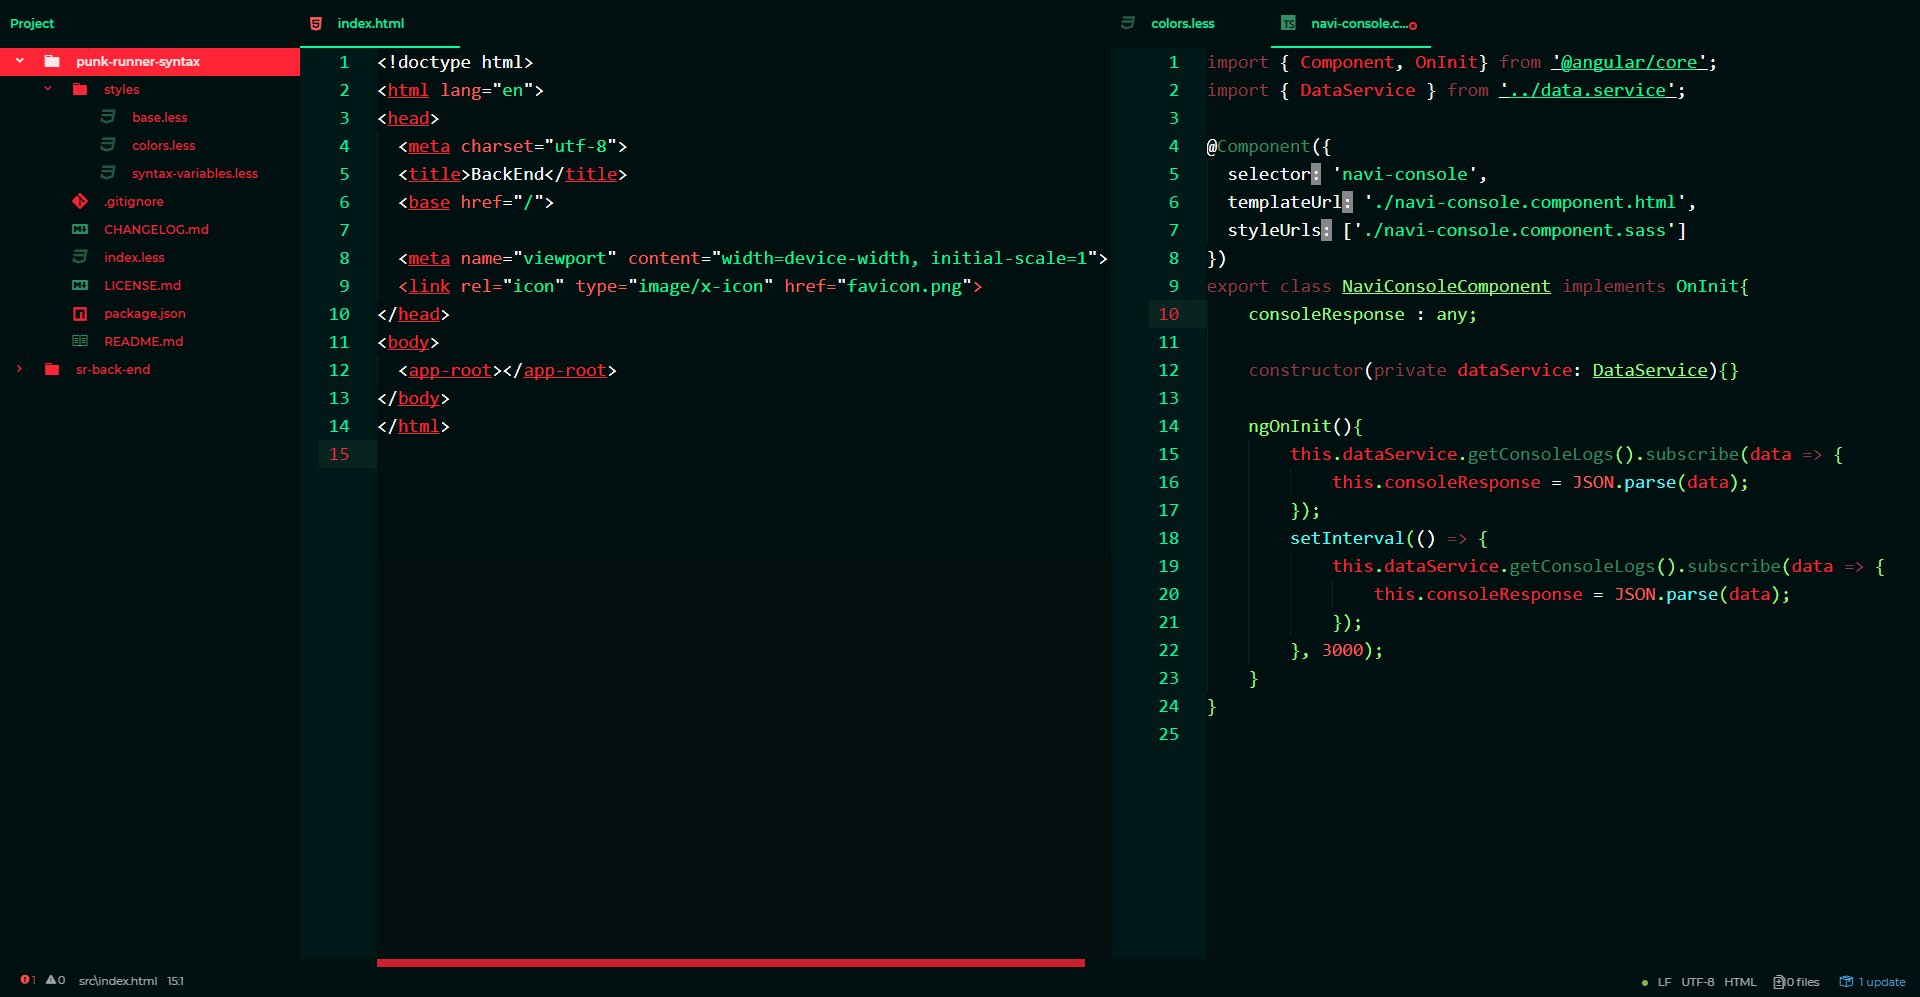 Project
punk-runner-syntax
styles
base.less
colors.less
syntax-variables.less
.gitignore
CHANGELOG.md
index.less
LICENSE.md
package.json
README.md
sr-back-end
index.html
1 <!doctype html>
2 <html lang="en">
3 <head>
4   <meta charset="utf-8">
5   <title>BackEnd</title>
6   <base href="/">
7
8   <meta name="viewport" content="width=device-width, initial-scale=1">
9   <link rel="icon" type="image/x-icon" href="favicon.png">
10 </head>
11 <body>
12   <app-root></app-root>
13 </body>
14 </html>
15
colors.less
TS navi-console.c...
1 import { Component, OnInit} from '@angular/core';
2 import { DataService } from '../data.service';
3
4 @Component({
5   selector: 'navi-console',
6   templateUrl: './navi-console.component.html',
7   styleUrls: ['./navi-console.component.sass']
8 })
9 export class NaviConsoleComponent implements OnInit{
10     consoleResponse : any;
11
12     constructor(private dataService: DataService){}
13
14     ngOnInit(){
15         this.dataService.getConsoleLogs().subscribe(data => {
16             this.consoleResponse = JSON.parse(data);
17         });
18         setInterval(() => {
19             this.dataService.getConsoleLogs().subscribe(data => {
20                 this.consoleResponse = JSON.parse(data);
21             });
22         }, 3000);
23     }
24 }
25
1 0 src\index.html 15:1
LF UTF-8 HTML 0 files 1 update